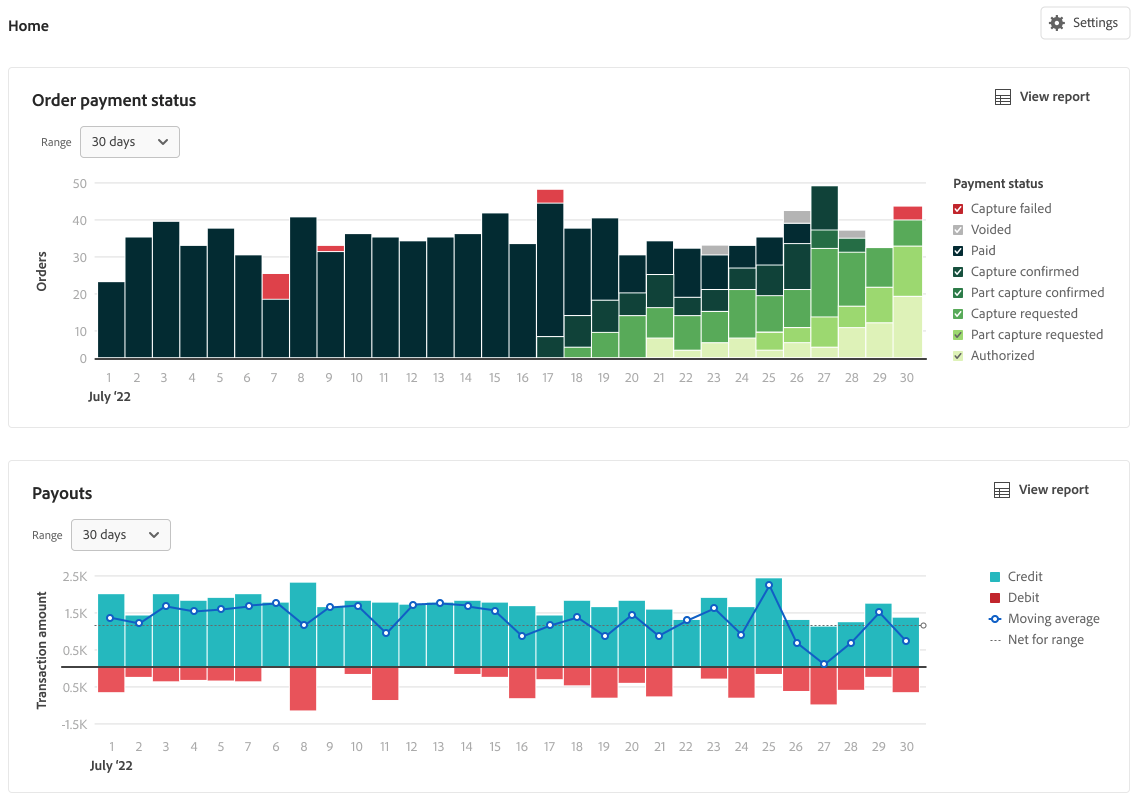 Home
Settings
Order payment status
View report
Range
30 days
50
40
30
20
10
0
Orders
1 2 3 4 5 6 7 8 9 10 11 12 13 14 15 16 17 18 19 20 21 22 23 24 25 26 27 28 29 30
July '22
Payment status
Capture failed
Voided
Paid
Capture confirmed
Part capture confirmed
Capture requested
Part capture requested
Authorized
Payouts
View report
Range
30 days
2.5K
1.5K
0.5K
0.5K
-1.5K
Transaction amount
1 2 3 4 5 6 7 8 9 10 11 12 13 14 15 16 17 18 19 20 21 22 23 24 25 26 27 28 29 30
July '22
Credit
Debit
Moving average
Net for range